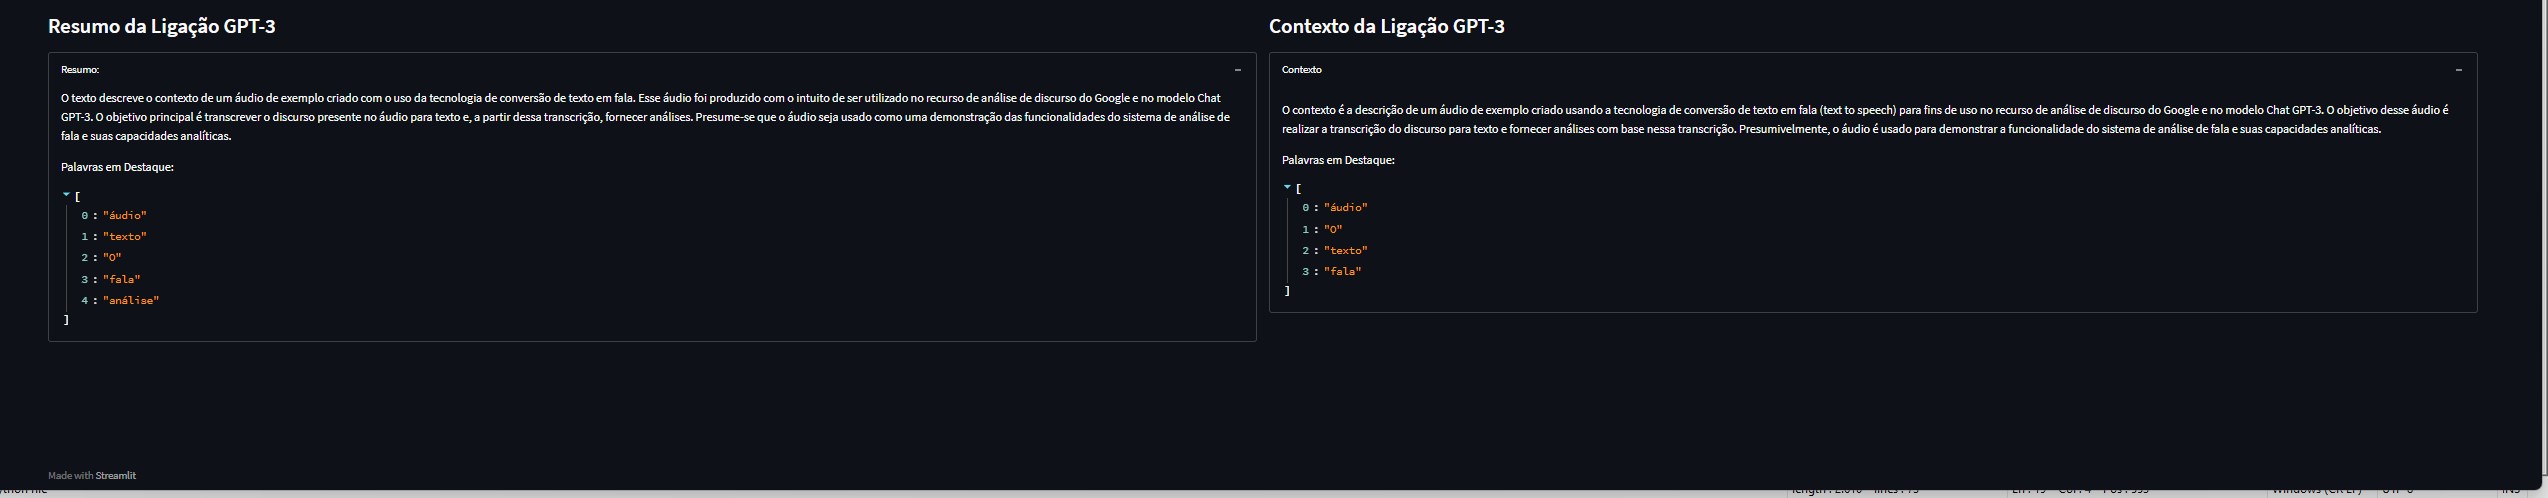 Resumo da Ligação GPT-3
Resumo:
O texto descreve o contexto de um áudio de exemplo criado com o uso da tecnologia de conversão de texto em fala. Esse áudio foi produzido com o intuito de ser utilizado no recurso de análise de discurso do Google e no modelo Chat
GPT-3. O objetivo principal é transcrever o discurso presente no áudio para texto e, a partir dessa transcrição, fornecer análises. Presume-se que o áudio seja usado como uma demonstração das funcionalidades do sistema de análise de
fala e suas capacidades analíticas.
Palavras em Destaque:
[
0 : "áudio"
1 : "texto"
2 : "O"
3 : "fala"
4 : "análise"
]
Contexto da Ligação GPT-3
Contexto
O contexto é a descrição de um áudio de exemplo criado usando a tecnologia de conversão de texto em fala (text to speech) para fins de uso no recurso de análise de discurso do Google e no modelo Chat GPT-3. O objetivo desse áudio é
realizar a transcrição do discurso para texto e fornecer análises com base nessa transcrição. Presumivelmente, o áudio é usado para demonstrar a funcionalidade do sistema de análise de fala e suas capacidades analíticas.
Palavras em Destaque:
[
0 : "áudio"
1 : "O"
2 : "texto"
3 : "fala"
]
Made with Streamlit